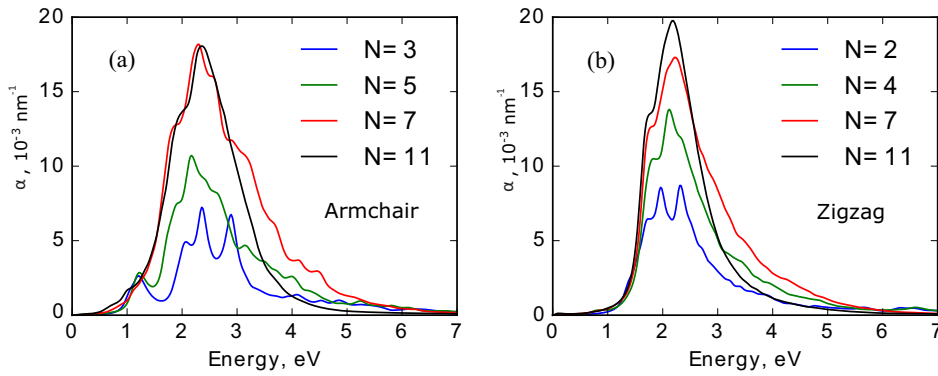 (a)
N= 3
N= 5
N= 7
N= 11
Armchair
α , 10⁻³ nm⁻¹
20
15
10
5
0
0 1 2 3 4 5 6 7
Energy, eV
(b)
N= 2
N= 4
N= 7
N= 11
Zigzag
α , 10⁻³ nm⁻¹
20
15
10
5
0
0 1 2 3 4 5 6 7
Energy, eV